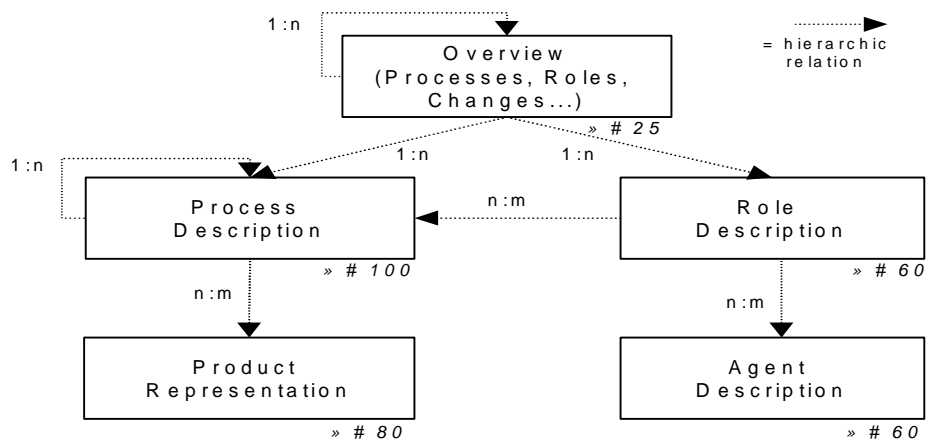 1:n
Overview
(Processes, Roles,
Changes...)
= hierarchic
relation
» # 25
1:n
1:n
1:n
Process
Description
n:m
Role
Description
» # 100
» # 60
n:m
n:m
Product
Representation
Agent
Description
» # 80
» # 60